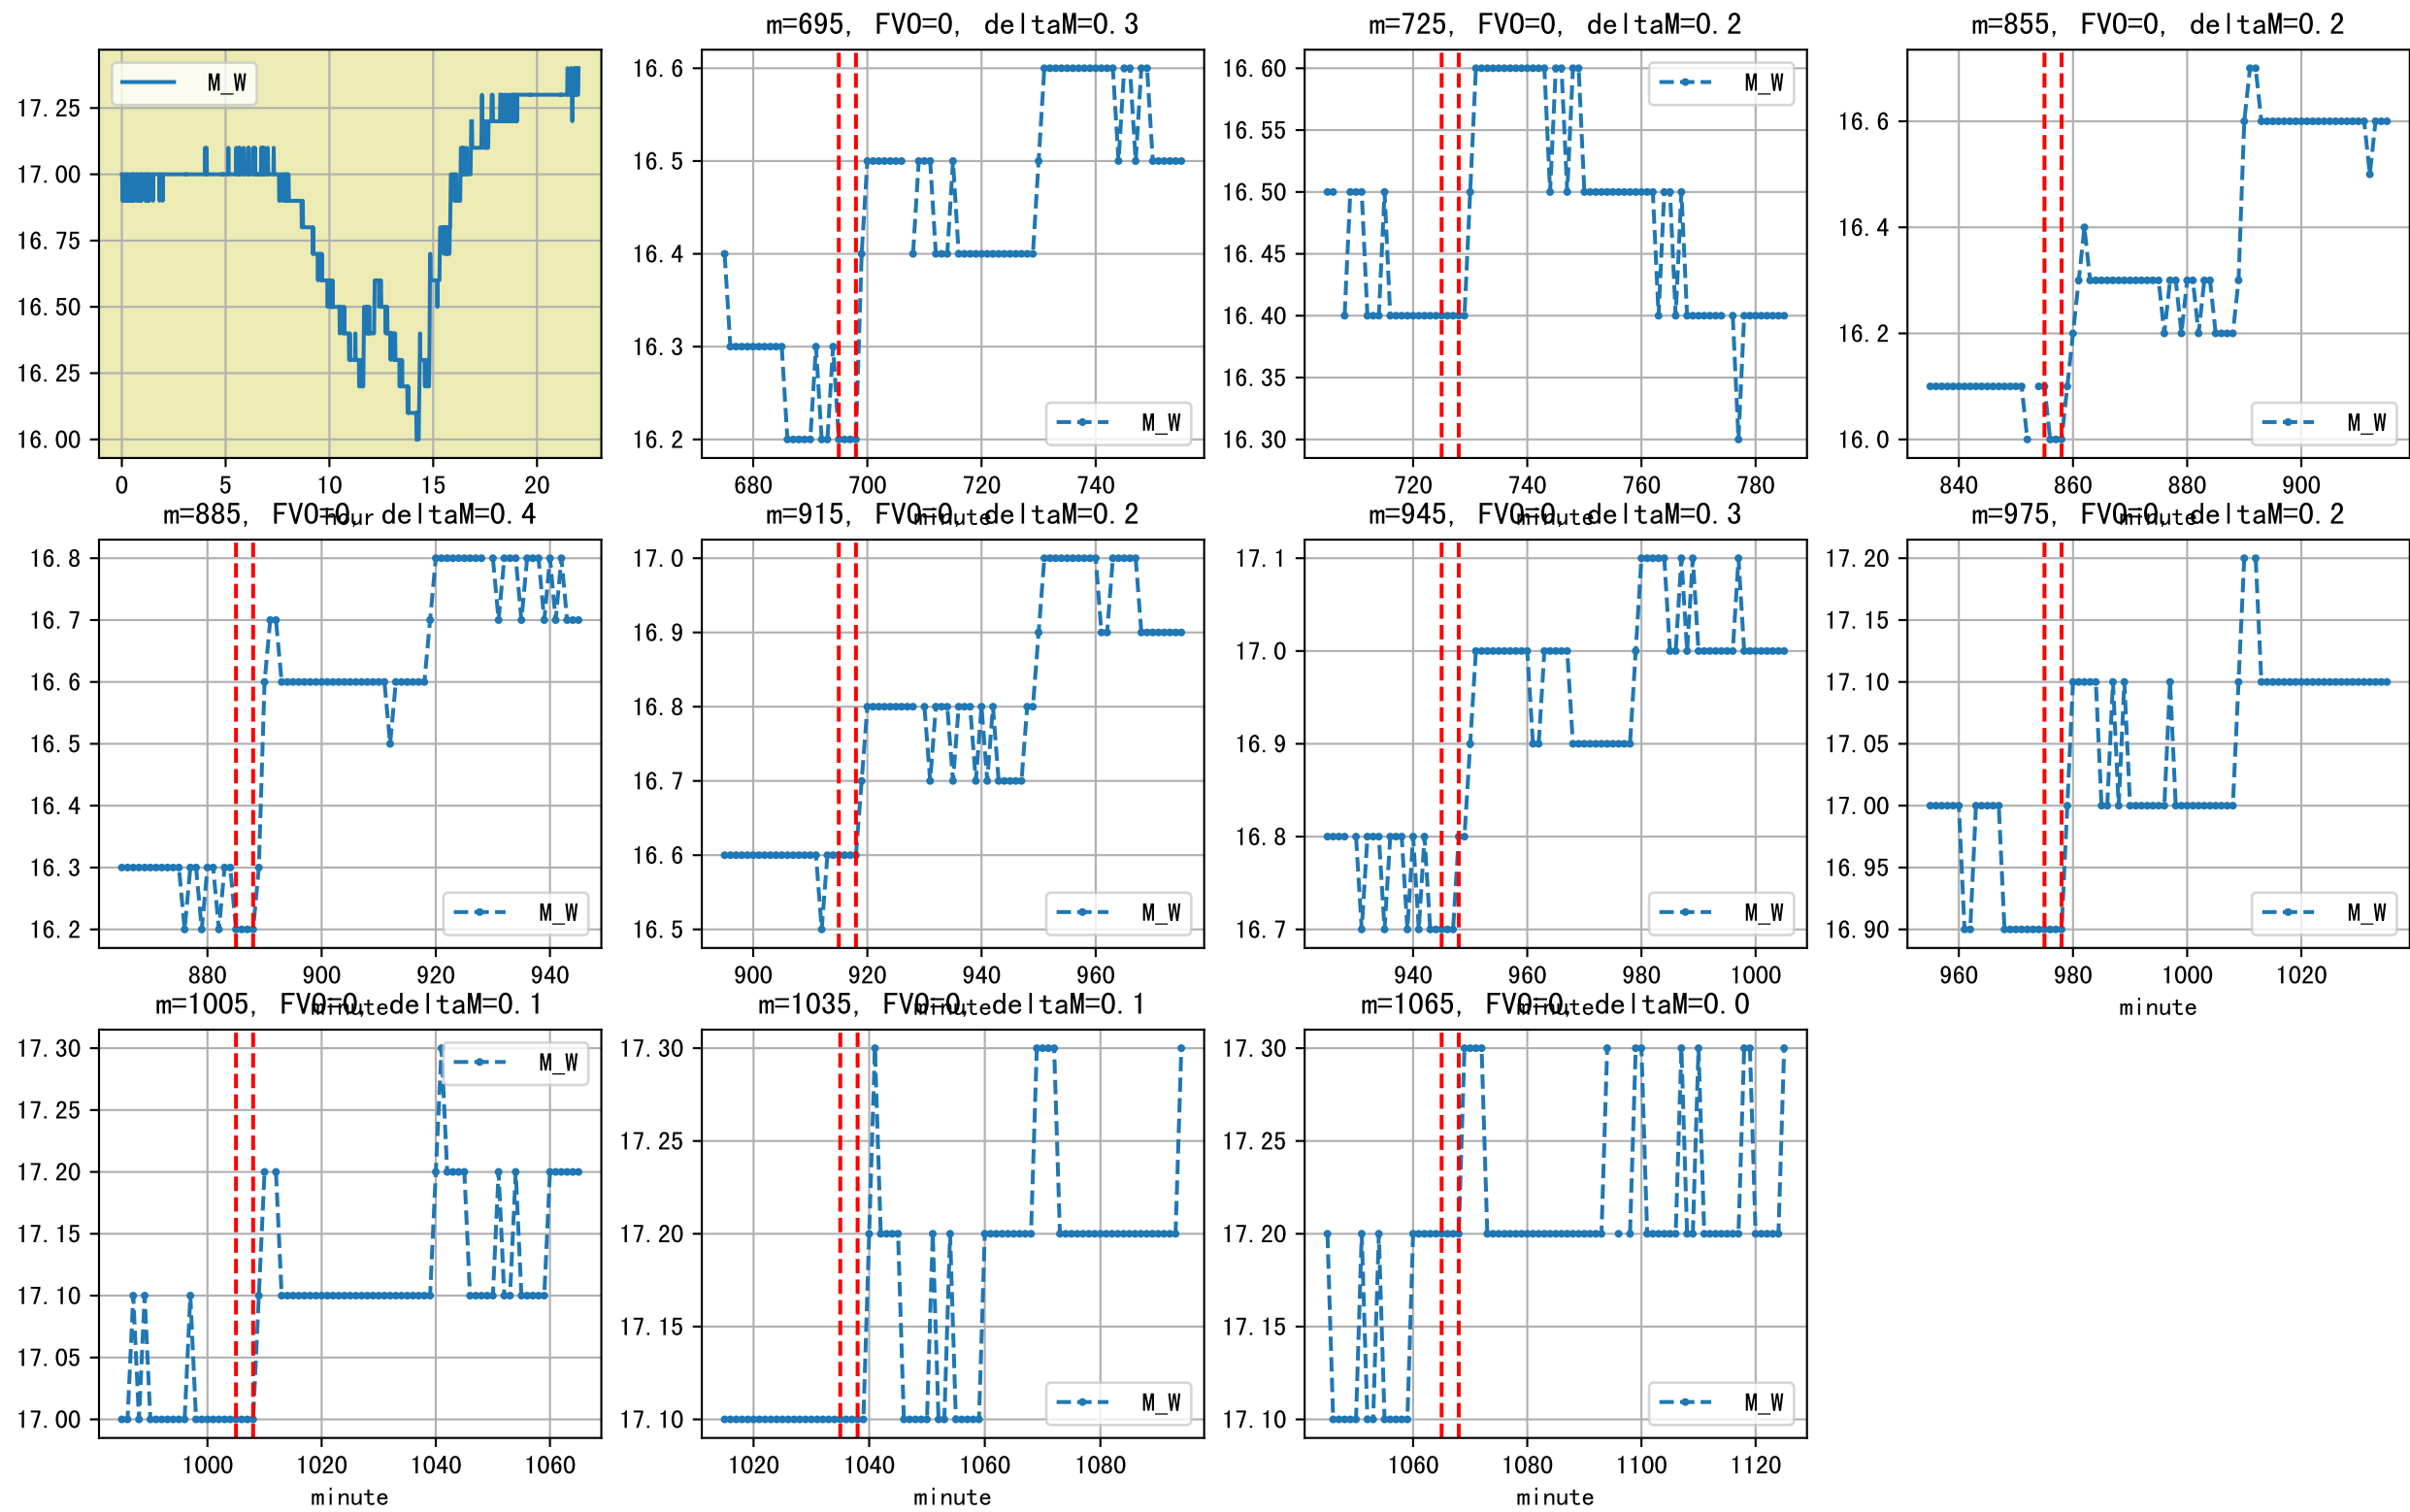 m=695, FVO=0, deltaM=0.3
m=725, FVO=0, deltaM=0.2
m=855, FVO=0, deltaM=0.2
M_W
17.25
17.00
16.75
16.50
16.25
16.00
0 5 10 15 20
hour
16.6
16.5
16.4
16.3
16.2
M_W
680 700 720 740
minute
16.60
16.55
16.50
16.45
16.40
16.35
16.30
M_W
720 740 760 780
minute
16.6
16.4
16.2
16.0
M_W
840 860 880 900
minute
m=885, FVO=0, deltaM=0.4
m=915, FVO=0, deltaM=0.2
m=945, FVO=0, deltaM=0.3
m=975, FVO=0, deltaM=0.2
16.8
16.7
16.6
16.5
16.4
16.3
16.2
M_W
880 900 920 940
minute
17.0
16.9
16.8
16.7
16.6
16.5
M_W
900 920 940 960
minute
17.1
17.0
16.9
16.8
16.7
M_W
940 960 980 1000
minute
17.20
17.15
17.10
17.05
17.00
16.95
16.90
M_W
960 980 1000 1020
minute
m=1005, FVO=0, deltaM=0.1
m=1035, FVO=0, deltaM=0.1
m=1065, FVO=0, deltaM=0.0
17.30
17.25
17.20
17.15
17.10
17.05
17.00
M_W
1000 1020 1040 1060
minute
17.30
17.25
17.20
17.15
17.10
M_W
1020 1040 1060 1080
minute
17.30
17.25
17.20
17.15
17.10
M_W
1060 1080 1100 1120
minute